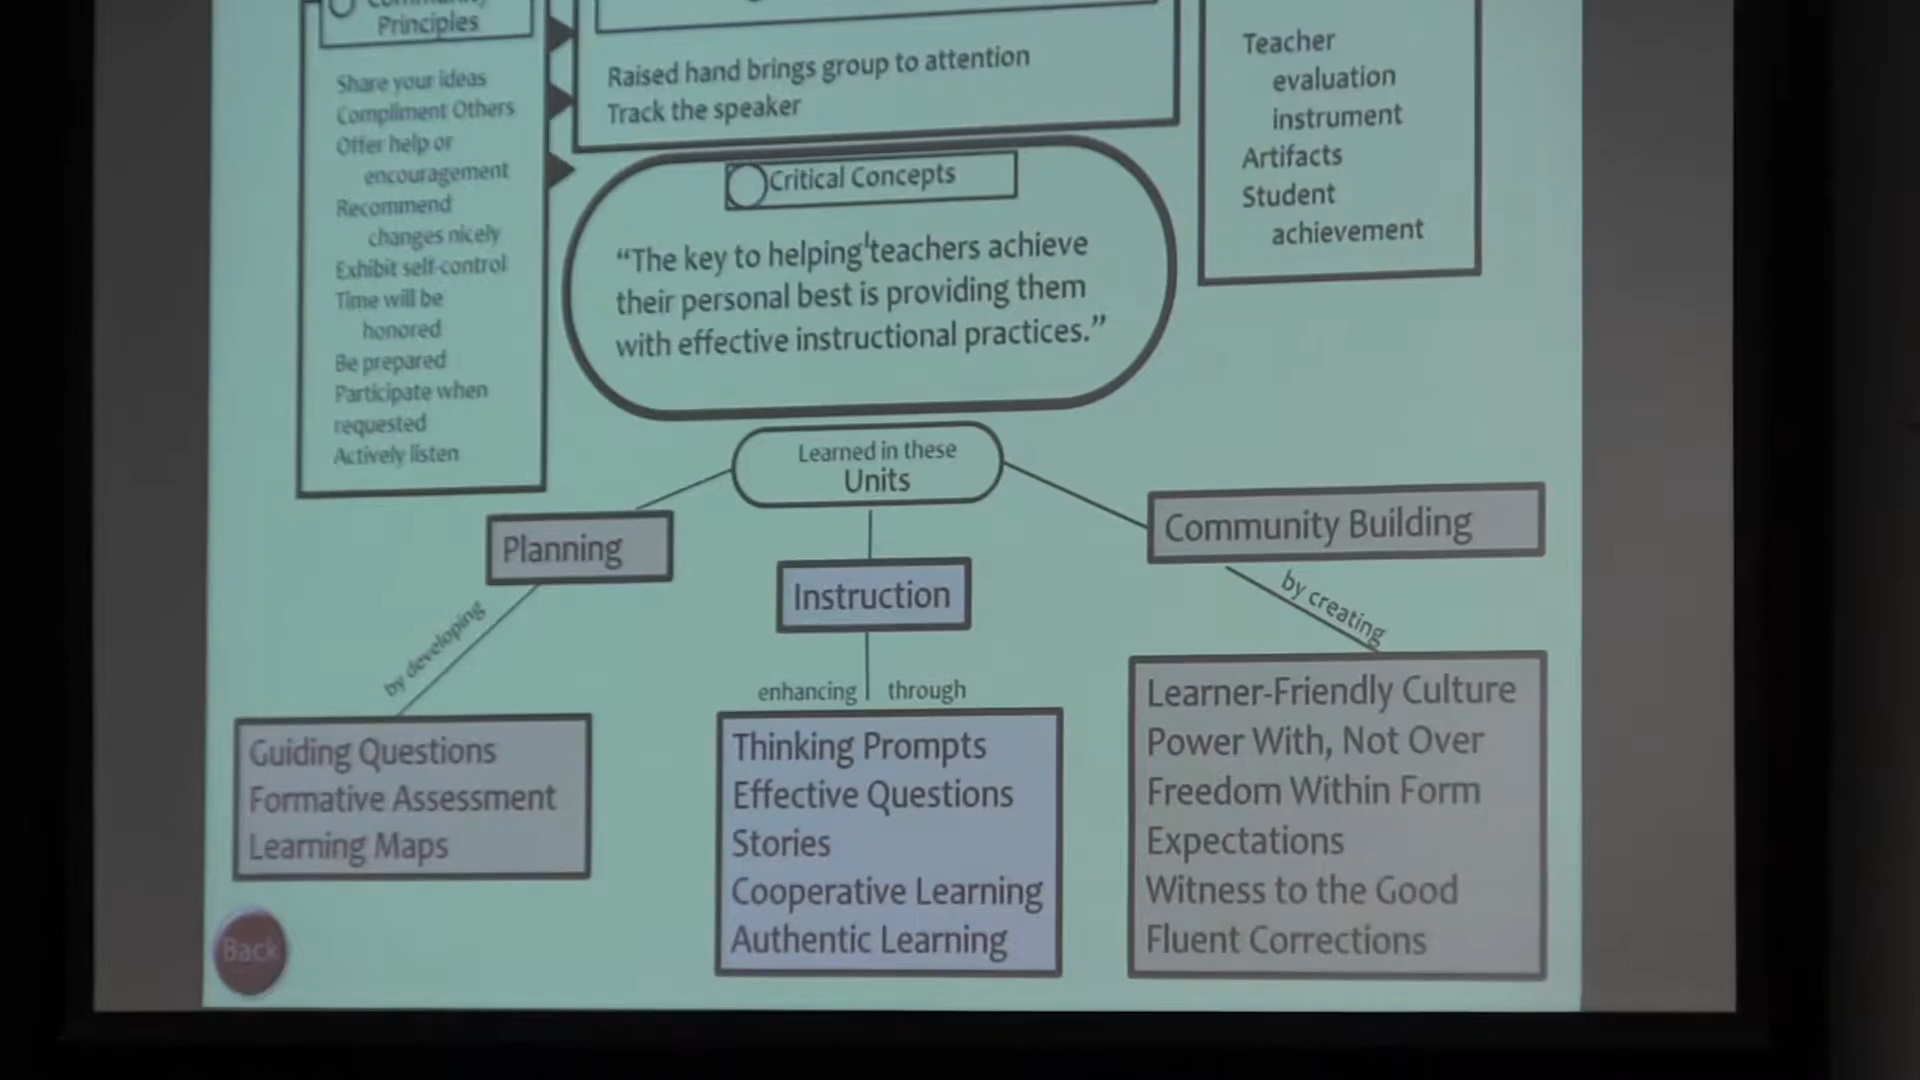 Principles
Share your ideas
Compliment Others
Offer help or
encouragement
Recommend
changes nicely
Exhibit self-control
Time will be
honored
Be prepared
Participate when
requested
Actively listen
Raised hand brings group to attention
Track the speaker
Teacher
evaluation
instrument
Artifacts
Student
achievement
Critical Concepts
“The key to helping teachers achieve
their personal best is providing them
with effective instructional practices.”
Learned in these
Units
Planning
by developing
Guiding Questions
Formative Assessment
Learning Maps
Instruction
enhancing through
Thinking Prompts
Effective Questions
Stories
Cooperative Learning
Authentic Learning
Community Building
by creating
Learner-Friendly Culture
Power With, Not Over
Freedom Within Form
Expectations
Witness to the Good
Fluent Corrections
Back